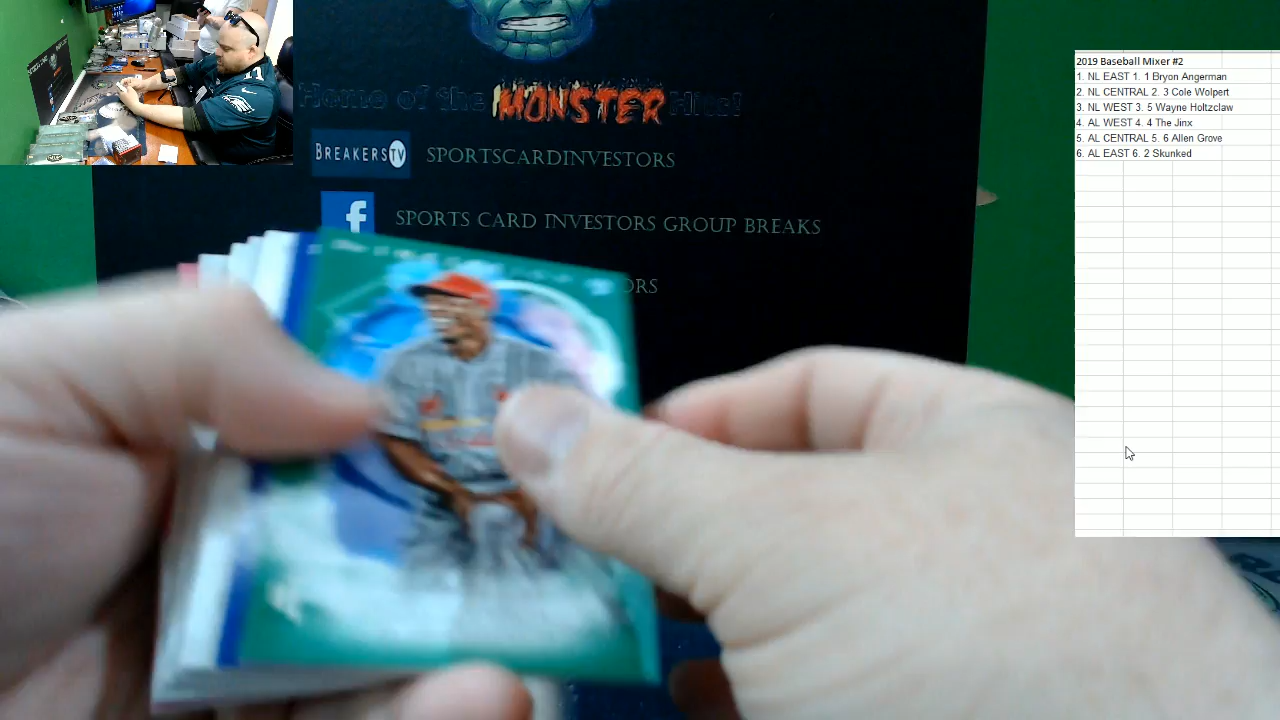 Home of the MONSTER Hits!
BREAKERS TV SPORTSCARDINVESTORS
f SPORTS CARD INVESTORS GROUP BREAKS
ORS
11
2019 Baseball Mixer #2
1. NL EAST 1. 1 Bryon Angerman
2. NL CENTRAL 2. 3 Cole Wolpert
3. NL WEST 3. 5 Wayne Holtzclaw
4. AL WEST 4. 4 The Jinx
5. AL CENTRAL 5. 6 Allen Grove
6. AL EAST 6. 2 Skunked